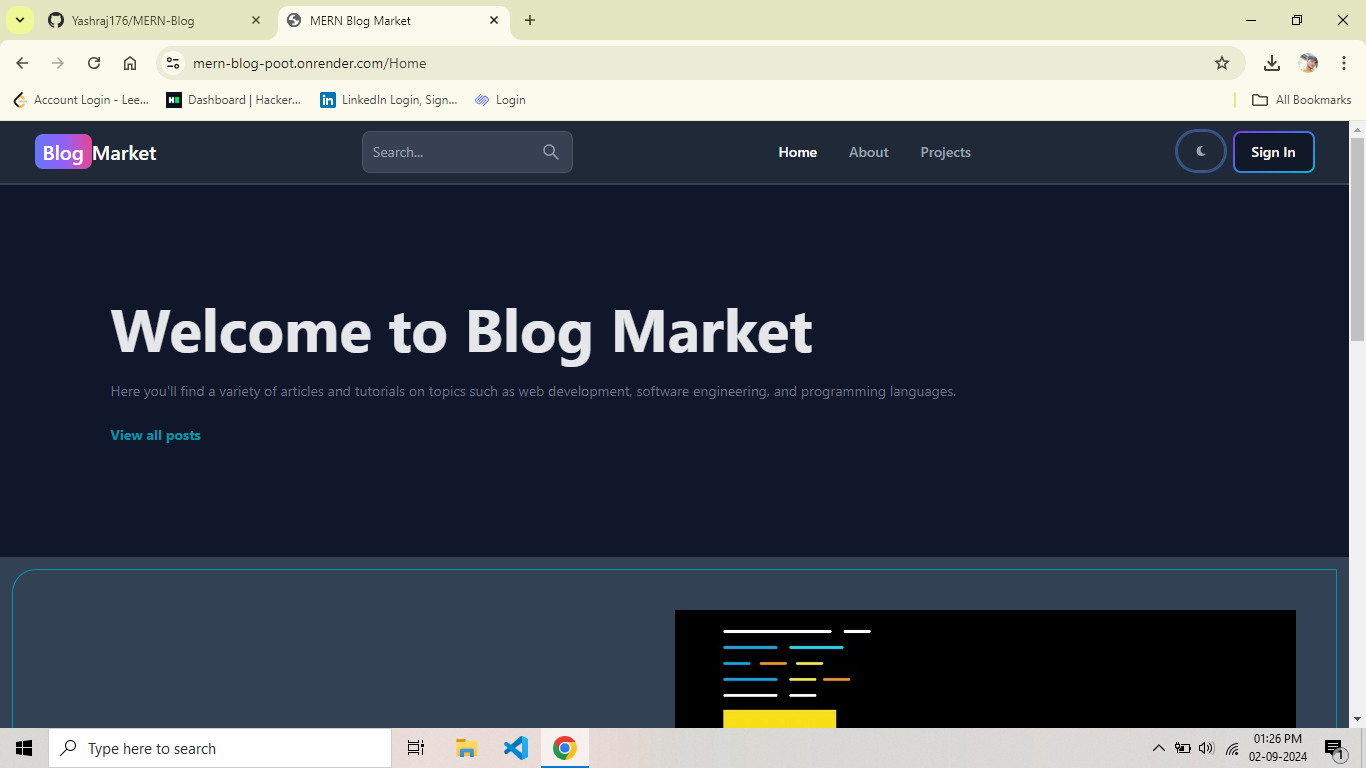 Yashraj176/MERN-Blog
MERN Blog Market
mern-blog-poot.onrender.com/Home
Account Login - Lee...
Dashboard | Hacker...
LinkedIn Login, Sign...
Login
All Bookmarks
Blog Market
Search...
Home
About
Projects
Sign In
Welcome to Blog Market
Here you'll find a variety of articles and tutorials on topics such as web development, software engineering, and programming languages.
View all posts
Type here to search
01:26 PM
02-09-2024
1